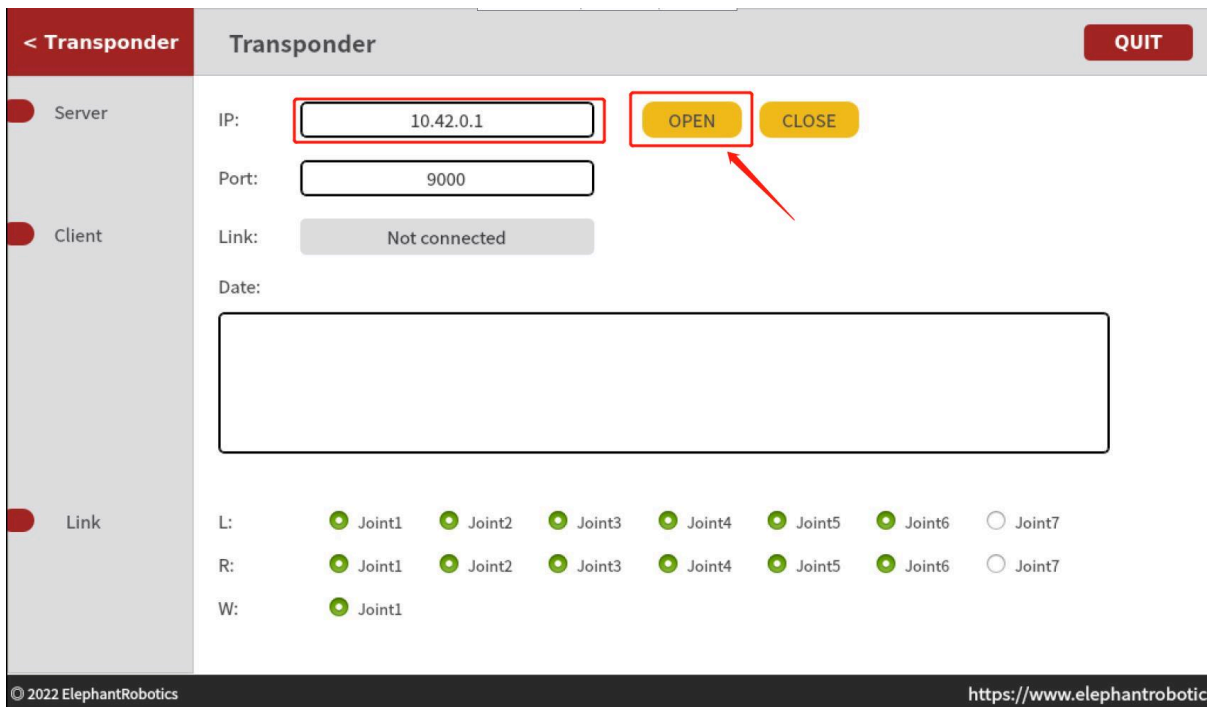 < Transponder
Transponder
QUIT
Server
IP:
10.42.0.1
OPEN
CLOSE
Port:
9000
Client
Link:
Not connected
Date:
Link
L:
Joint1
Joint2
Joint3
Joint4
Joint5
Joint6
Joint7
R:
Joint1
Joint2
Joint3
Joint4
Joint5
Joint6
Joint7
W:
Joint1
© 2022 ElephantRobotics
https://www.elephantrobotic